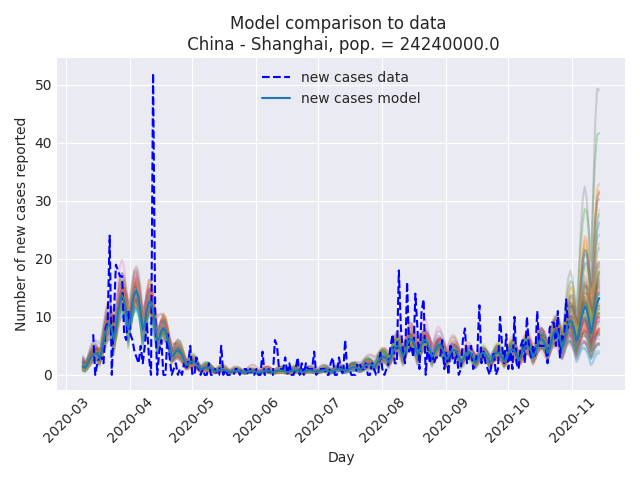 Model comparison to data
China - Shanghai, pop. = 24240000.0
new cases data
new cases model
Number of new cases reported
50
40
30
20
10
0
2020-03
2020-04
2020-05
2020-06
2020-07
2020-08
2020-09
2020-10
2020-11
Day